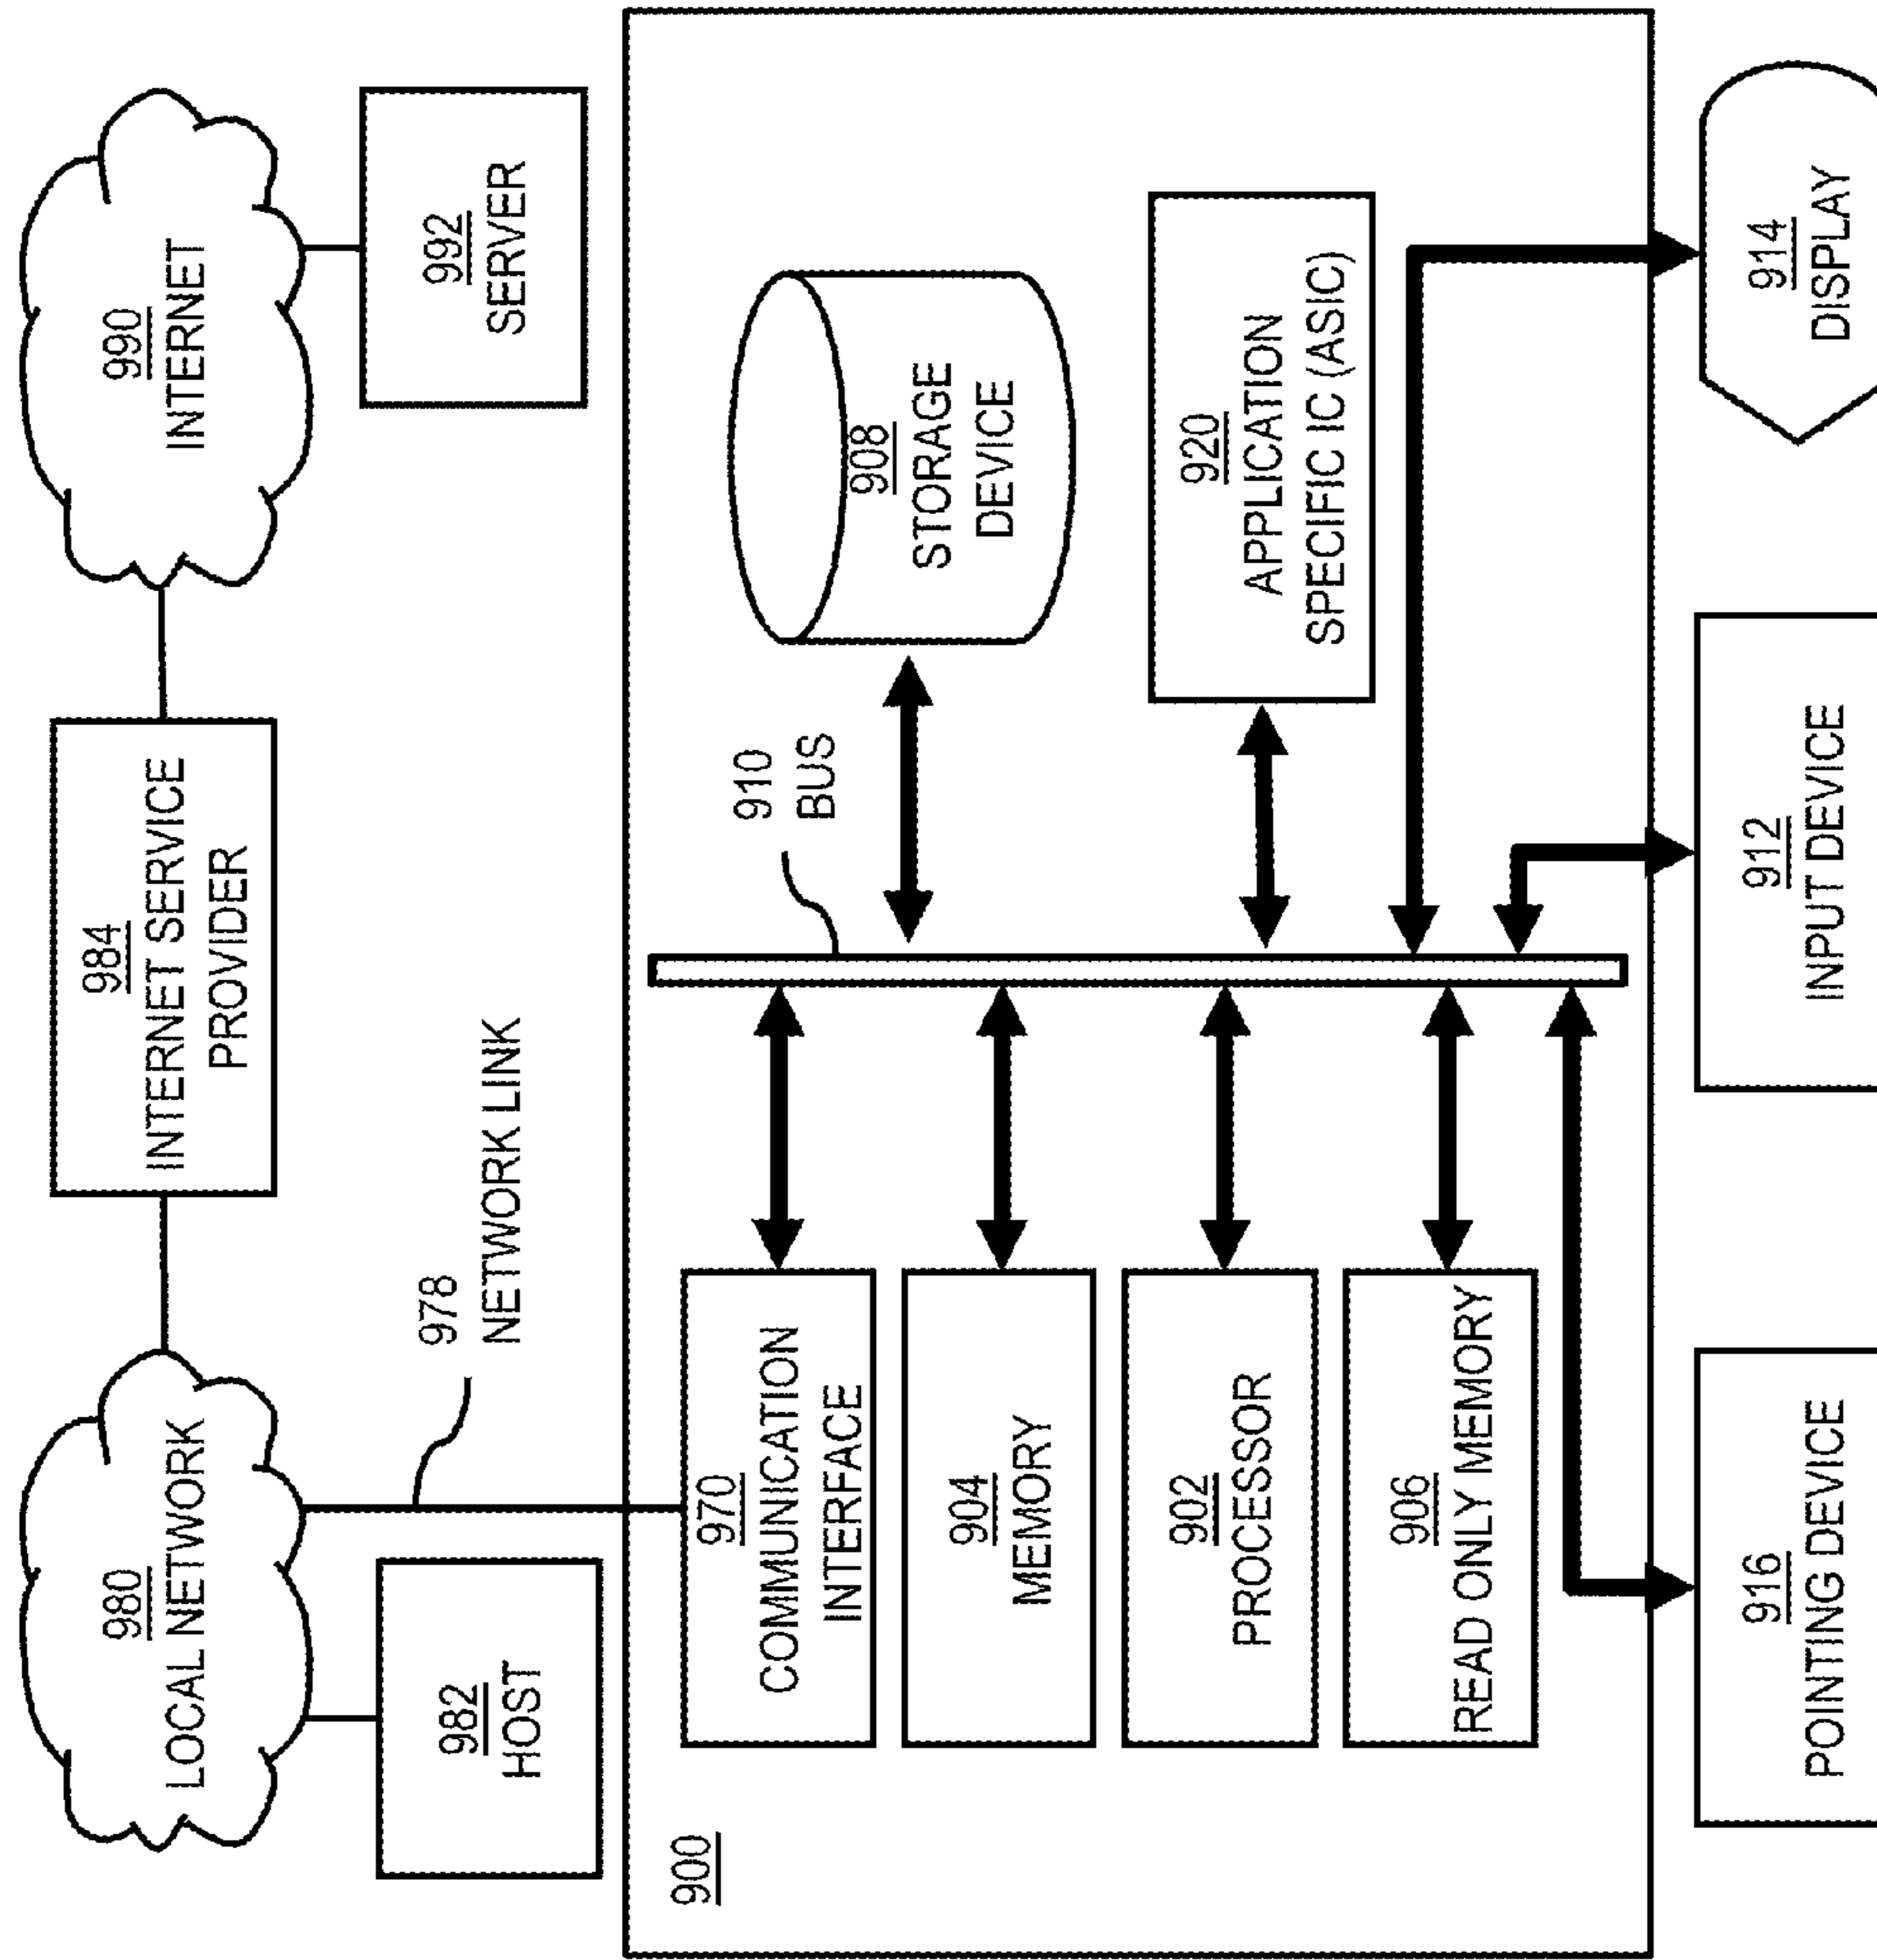 980
LOCAL NETWORK
984
INTERNET SERVICE
PROVIDER
990
INTERNET
982
HOST
978
NETWORK LINK
992
SERVER
900
970
COMMUNICATION
INTERFACE
910
BUS
908
STORAGE
DEVICE
904
MEMORY
902
PROCESSOR
920
APPLICATION
SPECIFIC IC (ASIC)
906
READ ONLY MEMORY
916
POINTING DEVICE
912
INPUT DEVICE
914
DISPLAY